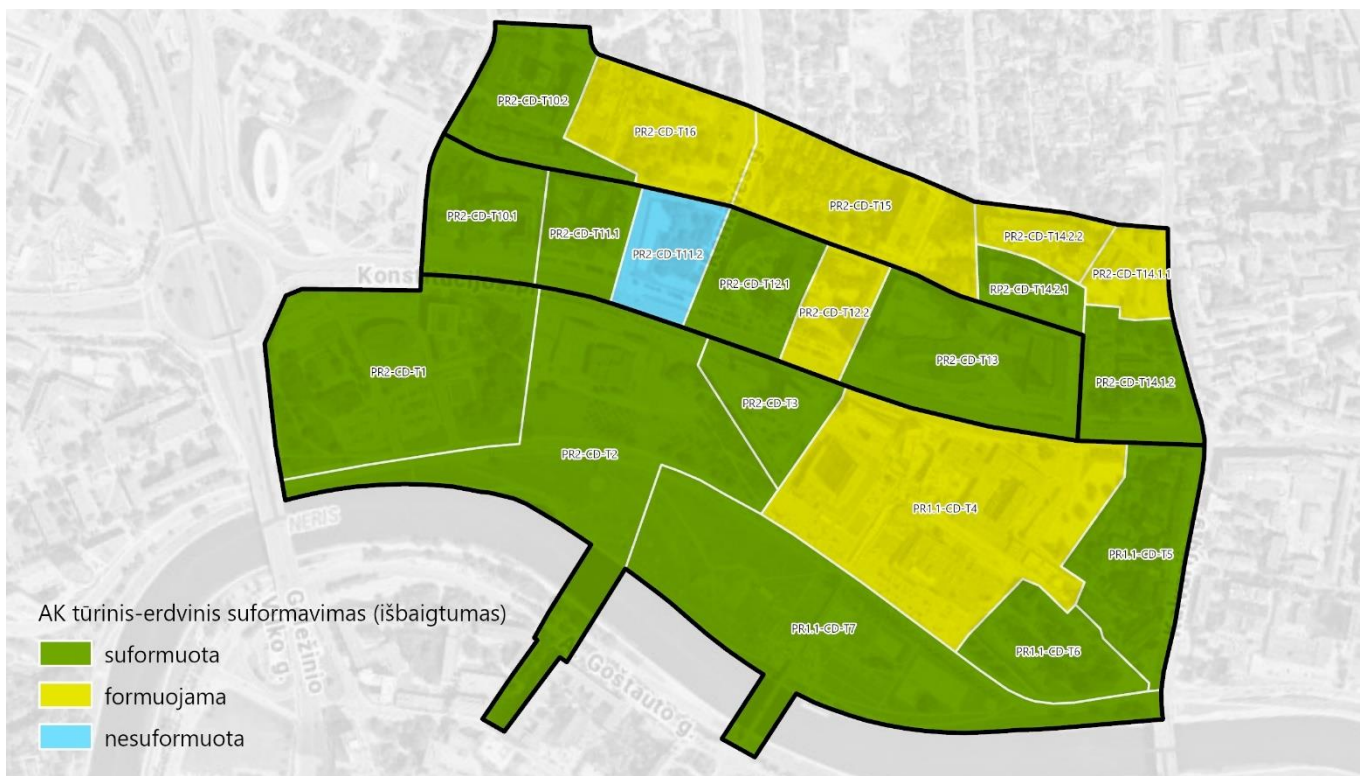 PR2-CD-T10.2
PR2-CD-T16
PR2-CD-T15
PR2-CD-T10.1
PR2-CD-T11.1
PR2-CD-T11.2
PR2-CD-T14.2.2
PR2-CD-T14.1.1
PR2-CD-T12.1
RP2-CD-T14.2.1
PR2-CD-T12.2
PR2-CD-T13
PR2-CD-T1
PR2-CD-T14.1.2
PR2-CD-T3
PR2-CD-T2
PR1.1-CD-T4
NERIS
PR1.1-CD-T5
PR1.1-CD-T7
PR1.1-CD-T6
Goštauto g.
AK tūrinis-erdvinis suformavimas (išbaigtumas)
suformuota
formuojama
nesuformuota